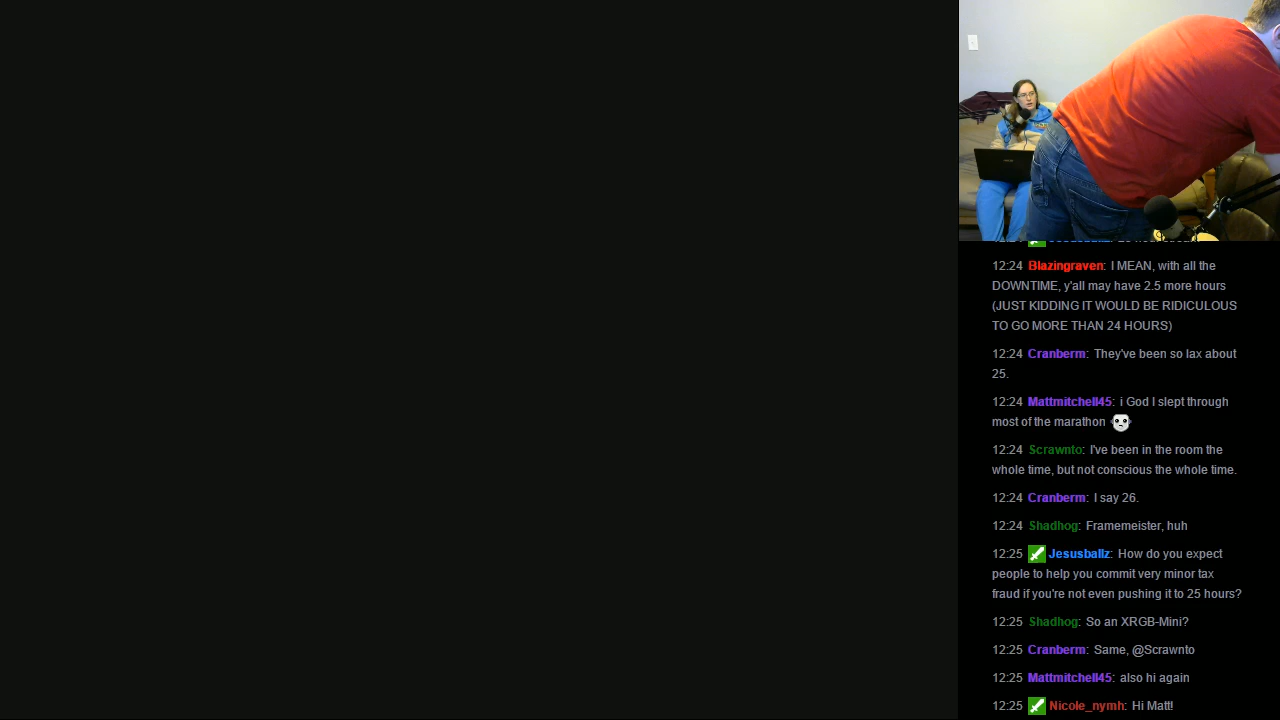 12:24 Blazingraven: I MEAN, with all the
DOWNTIME, y'all may have 2.5 more hours
(JUST KIDDING IT WOULD BE RIDICULOUS
TO GO MORE THAN 24 HOURS)
12:24 Cranberm: They've been so lax about
25.
12:24 Mattmitchell45: i God I slept through
most of the marathon
12:24 Scrawnto: I've been in the room the
whole time, but not conscious the whole time.
12:24 Cranberm: I say 26.
12:24 Shadhog: Framemeister, huh
12:25 Jesusballz: How do you expect
people to help you commit very minor tax
fraud if you're not even pushing it to 25 hours?
12:25 Shadhog: So an XRGB-Mini?
12:25 Cranberm: Same, @Scrawnto
12:25 Mattmitchell45: also hi again
12:25 Nicole_nymh: Hi Matt!